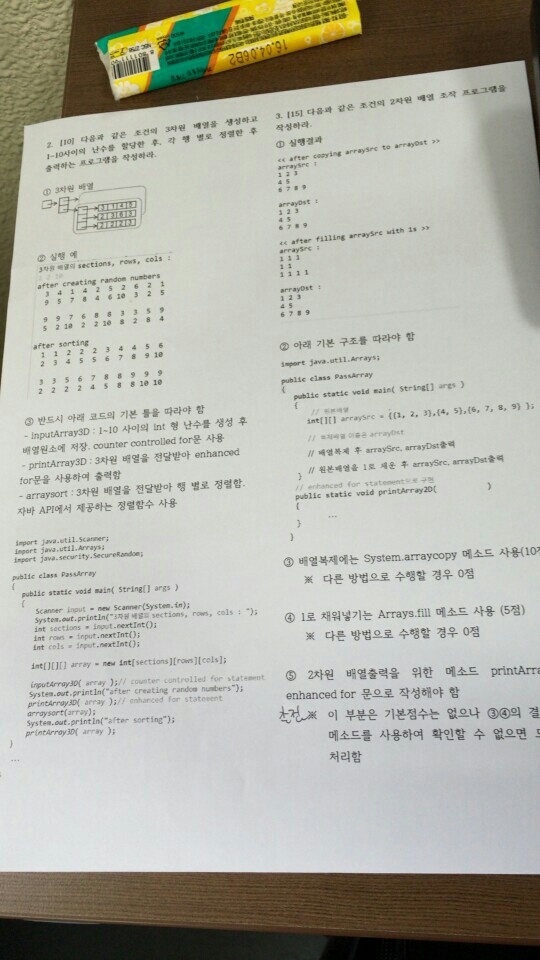 16.04.06B2
2. [10] 다음과 같은 조건의 3차원 배열을 생성하고
1~10사이의 난수를 할당한 후, 각 행 별로 정렬한 후
출력하는 프로그램을 작성하라.
① 3차원 배열
2 2 2 3
② 실행 예
3차원 배열의 sections, rows, cols :
2 2 10
after creating random numbers
3 4 1 4 2 5 2 6 2 1
9 5 7 8 4 6 10 3 2 5
9 9 7 6 8 8 3 3 5 9
5 2 10 2 2 10 8 2 8 4
after sorting
1 1 2 2 2 3 4 4 5 6
2 3 4 5 5 6 7 8 9 10
3 3 5 6 7 8 8 9 9 9
2 2 2 2 4 5 8 8 10 10
③ 반드시 아래 코드의 기본 틀을 따라야 함
- inputArray3D : 1~10 사이의 int 형 난수를 생성 후
배열원소에 저장. counter controlled for문 사용
- printArray3D : 3차원 배열을 전달받아 enhanced
for문을 사용하여 출력함
- arraysort : 3차원 배열을 전달받아 행 별로 정렬함.
자바 API에서 제공하는 정렬함수 사용
import java.util.Scanner;
import java.util.Arrays;
import java.security.SecureRandom;
public class PassArray
{
public static void main( String[] args )
{
Scanner input = new Scanner(System.in);
System.out.println("3차원 배열의 sections, rows, cols : ");
int sections = input.nextInt();
int rows = input.nextInt();
int cols = input.nextInt();
int[][][] array = new int[sections][rows][cols];
inputArray3D( array );// counter controlled for statement
System.out.println("after creating random numbers");
printArray3D( array );// enhanced for statement
arraysort(array);
System.out.println("after sorting");
printArray3D( array );
}
...
3. [15] 다음과 같은 조건의 2차원 배열 조작 프로그램을
작성하라.
① 실행결과
<< after copying arraySrc to arrayDst >>
arraySrc :
1 2 3
4 5
6 7 8 9
arrayDst :
1 2 3
4 5
6 7 8 9
<< after filling arraySrc with 1s >>
arraySrc :
1 1 1
1 1
1 1 1 1
arrayDst :
1 2 3
4 5
6 7 8 9
② 아래 기본 구조를 따라야 함
import java.util.Arrays;
public class PassArray
{
public static void main( String[] args )
{
// 원본배열
int[][] arraySrc = {{1, 2, 3},{4, 5},{6, 7, 8, 9} };
// 복제배열 이름은 arrayDst
// 배열복제 후 arraySrc, arrayDst출력
// 원본배열을 1로 채운 후 arraySrc, arrayDst출력
}
// enhanced for statement으로 구현
public static void printArray2D( )
{
...
}
}
③ 배열복제에는 System.arraycopy 메소드 사용(10
※ 다른 방법으로 수행할 경우 0점
④ 1로 채워넣기는 Arrays.fill 메소드 사용 (5점)
※ 다른 방법으로 수행할 경우 0점
⑤ 2차원 배열출력을 위한 메소드 printArra
enhanced for 문으로 작성해야 함
※ 이 부분은 기본점수는 없으나 ③④의 결
메소드를 사용하여 확인할 수 없으면
처리함